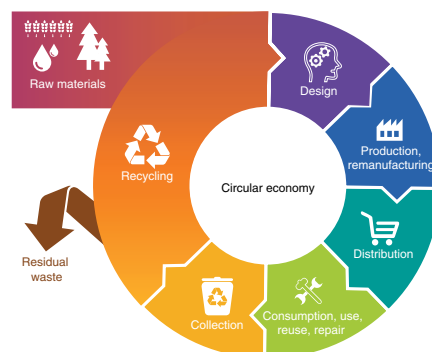 Raw materials
Design
Production,
remanufacturing
Distribution
Consumption, use,
reuse, repair
Collection
Recycling
Residual
waste
Circular economy